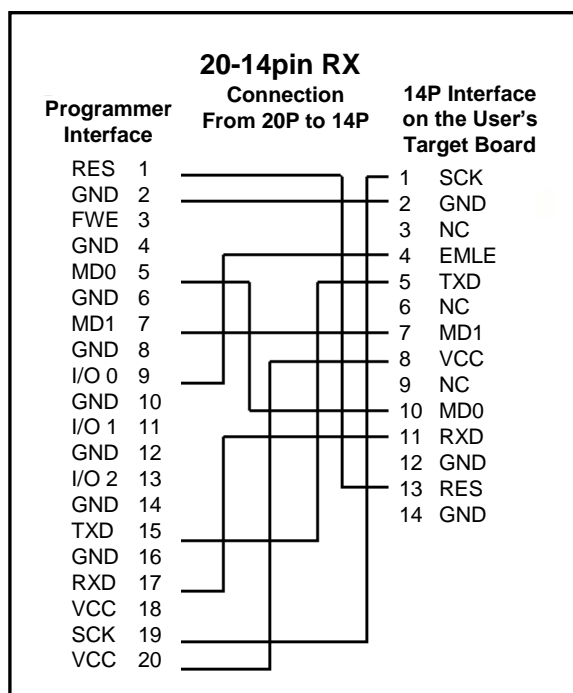 20-14pin RX
Connection
From 20P to 14P
Programmer
Interface
14P Interface
on the User's
Target Board
RES 1
GND 2
FWE 3
GND 4
MD0 5
GND 6
MD1 7
GND 8
I/O 0 9
GND 10
I/O 1 11
GND 12
I/O 2 13
GND 14
TXD 15
GND 16
RXD 17
VCC 18
SCK 19
VCC 20
1 SCK
2 GND
3 NC
4 EMLE
5 TXD
6 NC
7 MD1
8 VCC
9 NC
10 MD0
11 RXD
12 GND
13 RES
14 GND